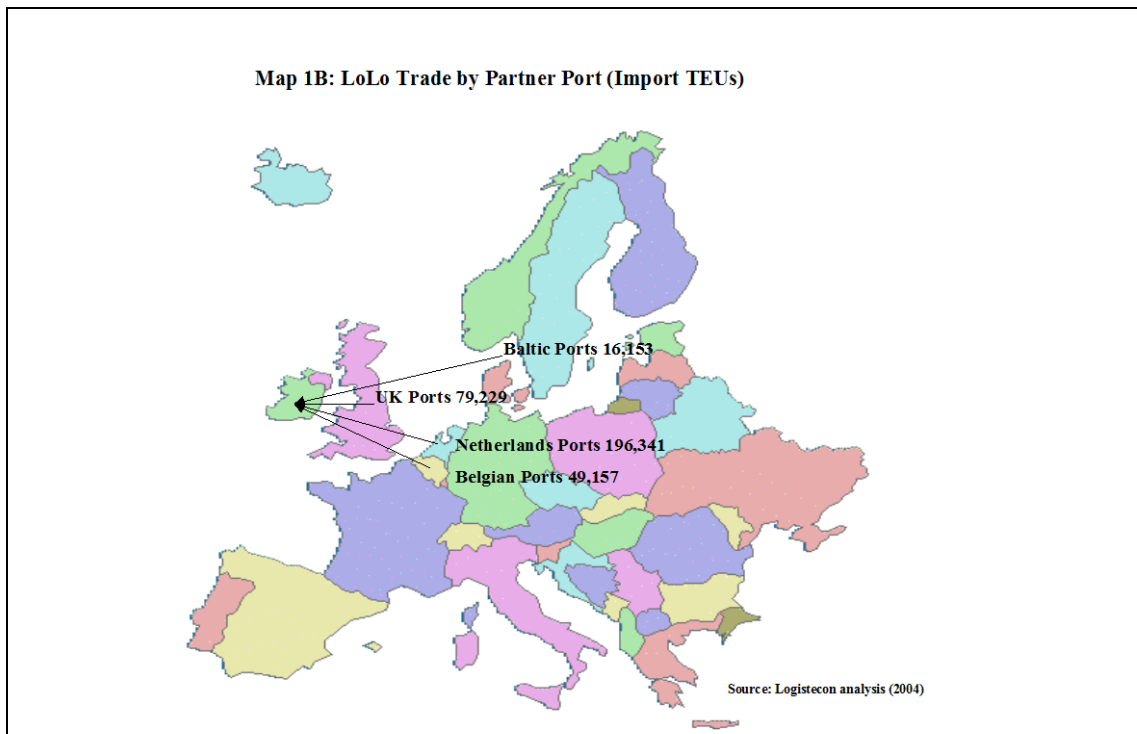 Map 1B: LoLo Trade by Partner Port (Import TEUs)
Baltic Ports 16,153
UK Ports 79,229
Netherlands Ports 196,341
Belgian Ports 49,157
Source: Logistecon analysis (2004)